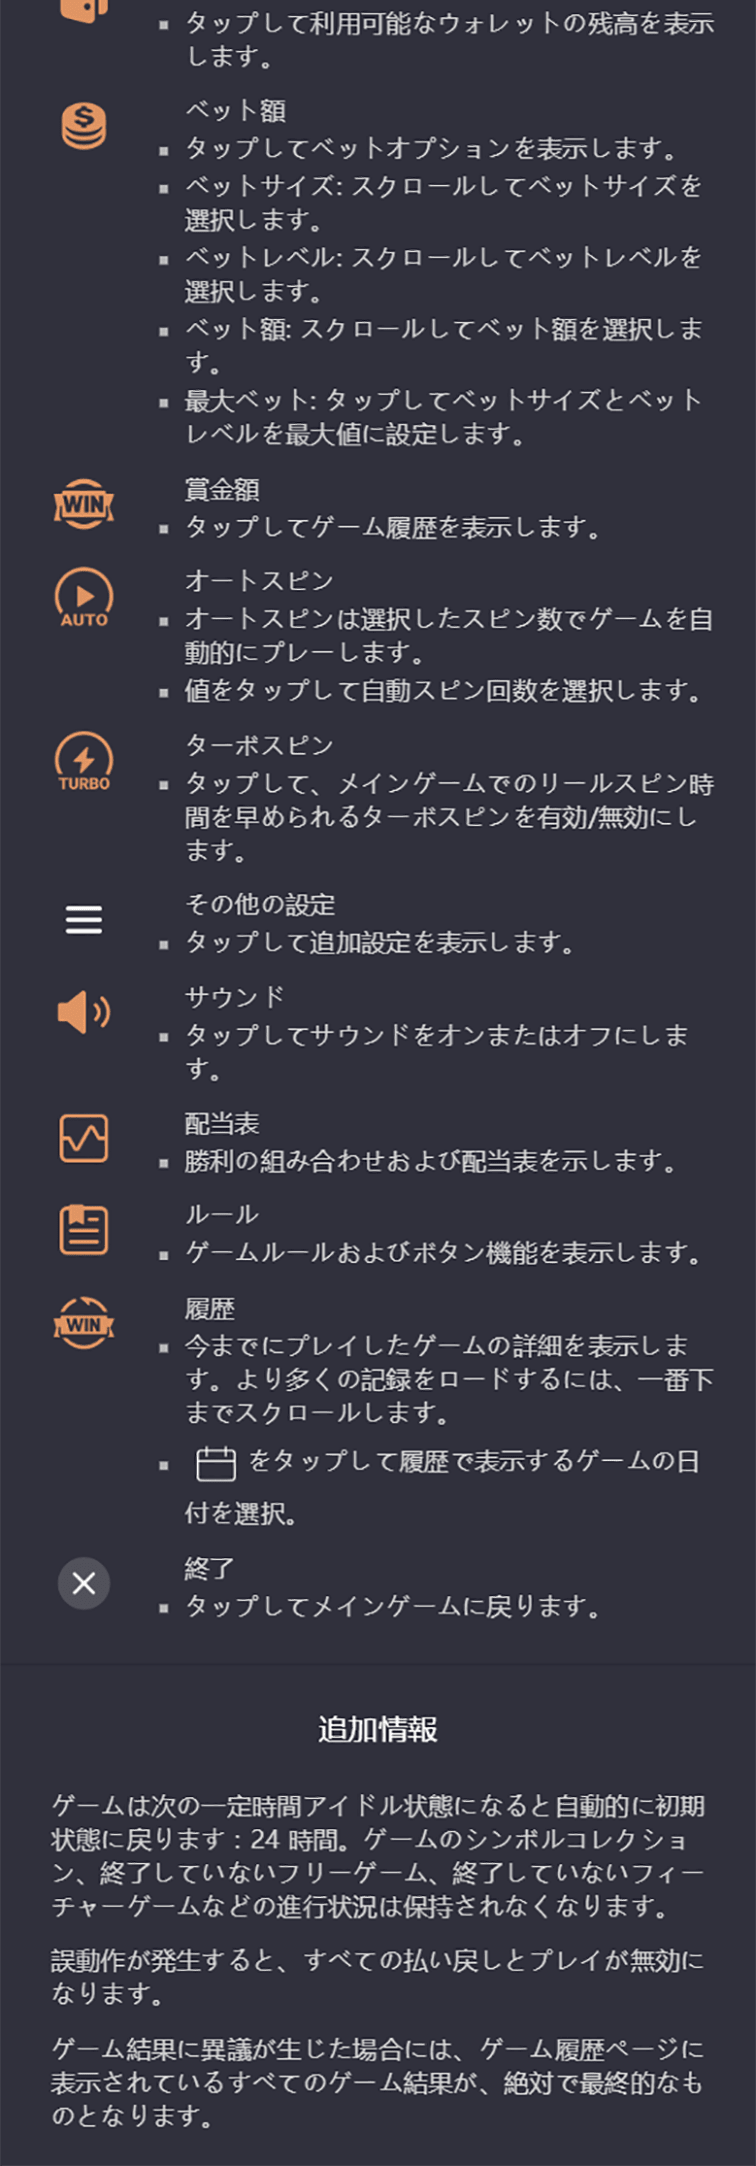 タップして利用可能なウォレットの残高を表示
します。
ベット額
タップしてベットオプションを表示します。
ベットサイズ: スクロールしてベットサイズを
選択します。
ベットレベル: スクロールしてベットレベルを
選択します。
ベット額: スクロールしてベット額を選択しま
す。
最大ベット: タップしてベットサイズとベット
レベルを最大値に設定します。
WIN
賞金額
タップしてゲーム履歴を表示します。
AUTO
オートスピン
オートスピンは選択したスピン数でゲームを自
動的にプレーします。
値をタップして自動スピン回数を選択します。
TURBO
ターボスピン
タップして、メインゲームでのリールスピン時
間を早められるターボスピンを有効/無効にし
ます。
その他の設定
タップして追加設定を表示します。
サウンド
タップしてサウンドをオンまたはオフにしま
す。
配当表
勝利の組み合わせおよび配当表を示します。
ルール
ゲームルールおよびボタン機能を表示します。
WIN
履歴
今までにプレイしたゲームの詳細を表示しま
す。より多くの記録をロードするには、一番下
までスクロールします。
をタップして履歴で表示するゲームの日
付を選択。
終了
タップしてメインゲームに戻ります。
追加情報
ゲームは次の一定時間アイドル状態になると自動的に初期
状態に戻ります：24 時間。ゲームのシンボルコレクショ
ン、終了していないフリーゲーム、終了していないフィー
チャーゲームなどの進行状況は保持されなくなります。
誤動作が発生すると、すべての払い戻しとプレイが無効に
なります。
ゲーム結果に異議が生じた場合には、ゲーム履歴ページに
表示されているすべてのゲーム結果が、絶対で最終的なも
のとなります。